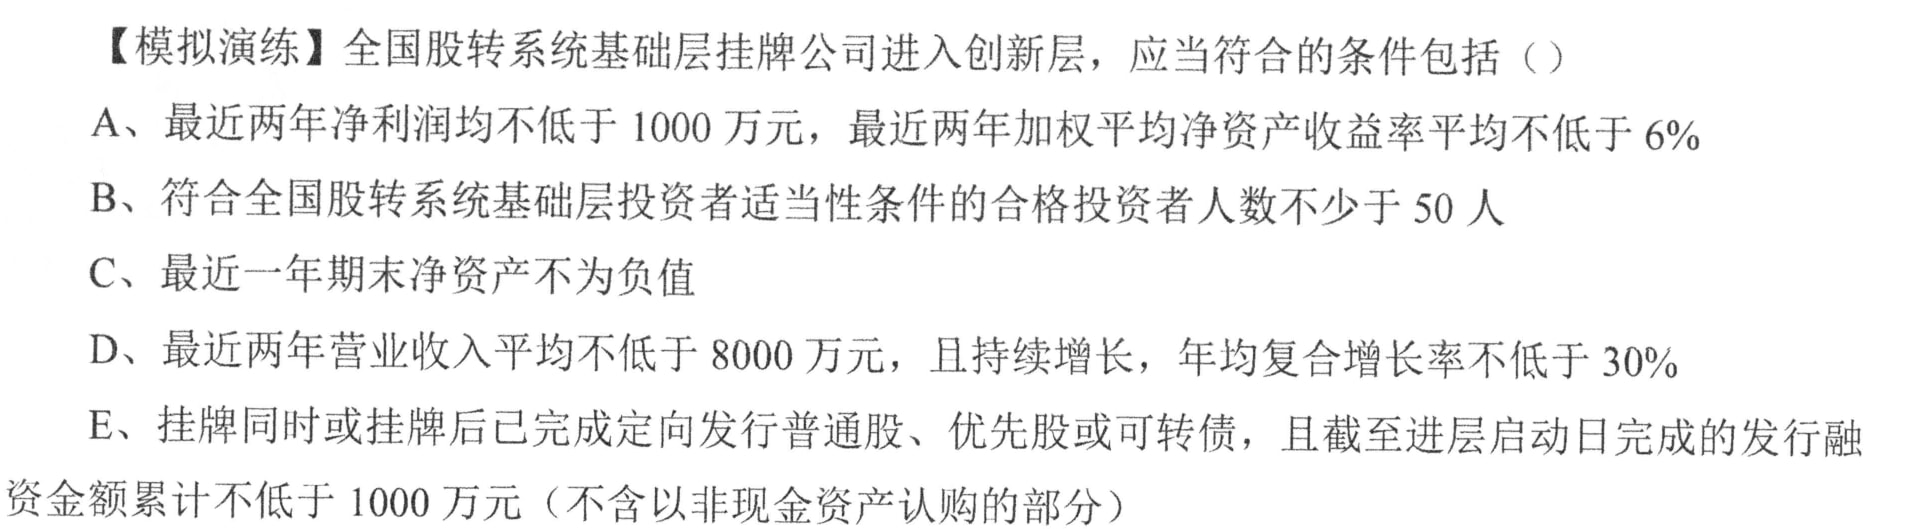 【模拟演练】全国股转系统基础层挂牌公司进入创新层，应当符合的条件包括（）
A、最近两年净利润均不低于 1000 万元，最近两年加权平均净资产收益率平均不低于 6%
B、符合全国股转系统基础层投资者适当性条件的合格投资者人数不少于 50 人
C、最近一年期末净资产不为负值
D、最近两年营业收入平均不低于 8000 万元，且持续增长，年均复合增长率不低于 30%
E、挂牌同时或挂牌后已完成定向发行普通股、优先股或可转债，且截至进层启动日完成的发行融
资金额累计不低于 1000 万元（不含以非现金资产认购的部分）